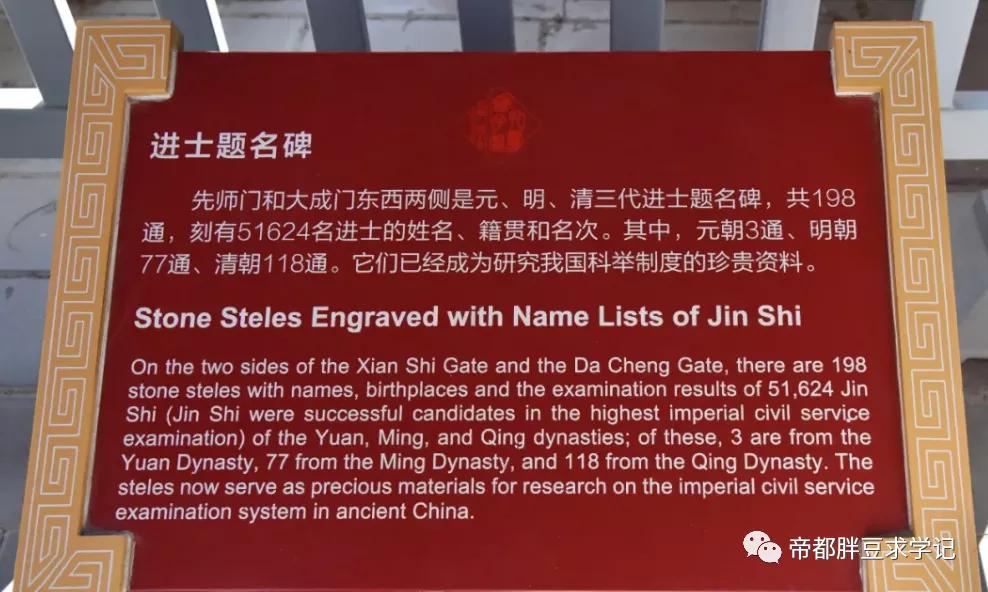 进士题名碑
先师门和大成门东西两侧是元、明、清三代进士题名碑，共198
通，刻有51624名进士的姓名、籍贯和名次。其中，元朝3通、明朝
77通、清朝118通。它们已经成为研究我国科举制度的珍贵资料。
Stone Steles Engraved with Name Lists of Jin Shi
On the two sides of the Xian Shi Gate and the Da Cheng Gate, there are 198
stone steles with names, birthplaces and the examination results of 51,624 Jin
Shi (Jin Shi were successful candidates in the highest imperial civil service
examination) of the Yuan, Ming, and Qing dynasties; of these, 3 are from the
Yuan Dynasty, 77 from the Ming Dynasty, and 118 from the Qing Dynasty. The
steles now serve as precious materials for research on the imperial civil service
examination system in ancient China.
帝都胖豆求学记